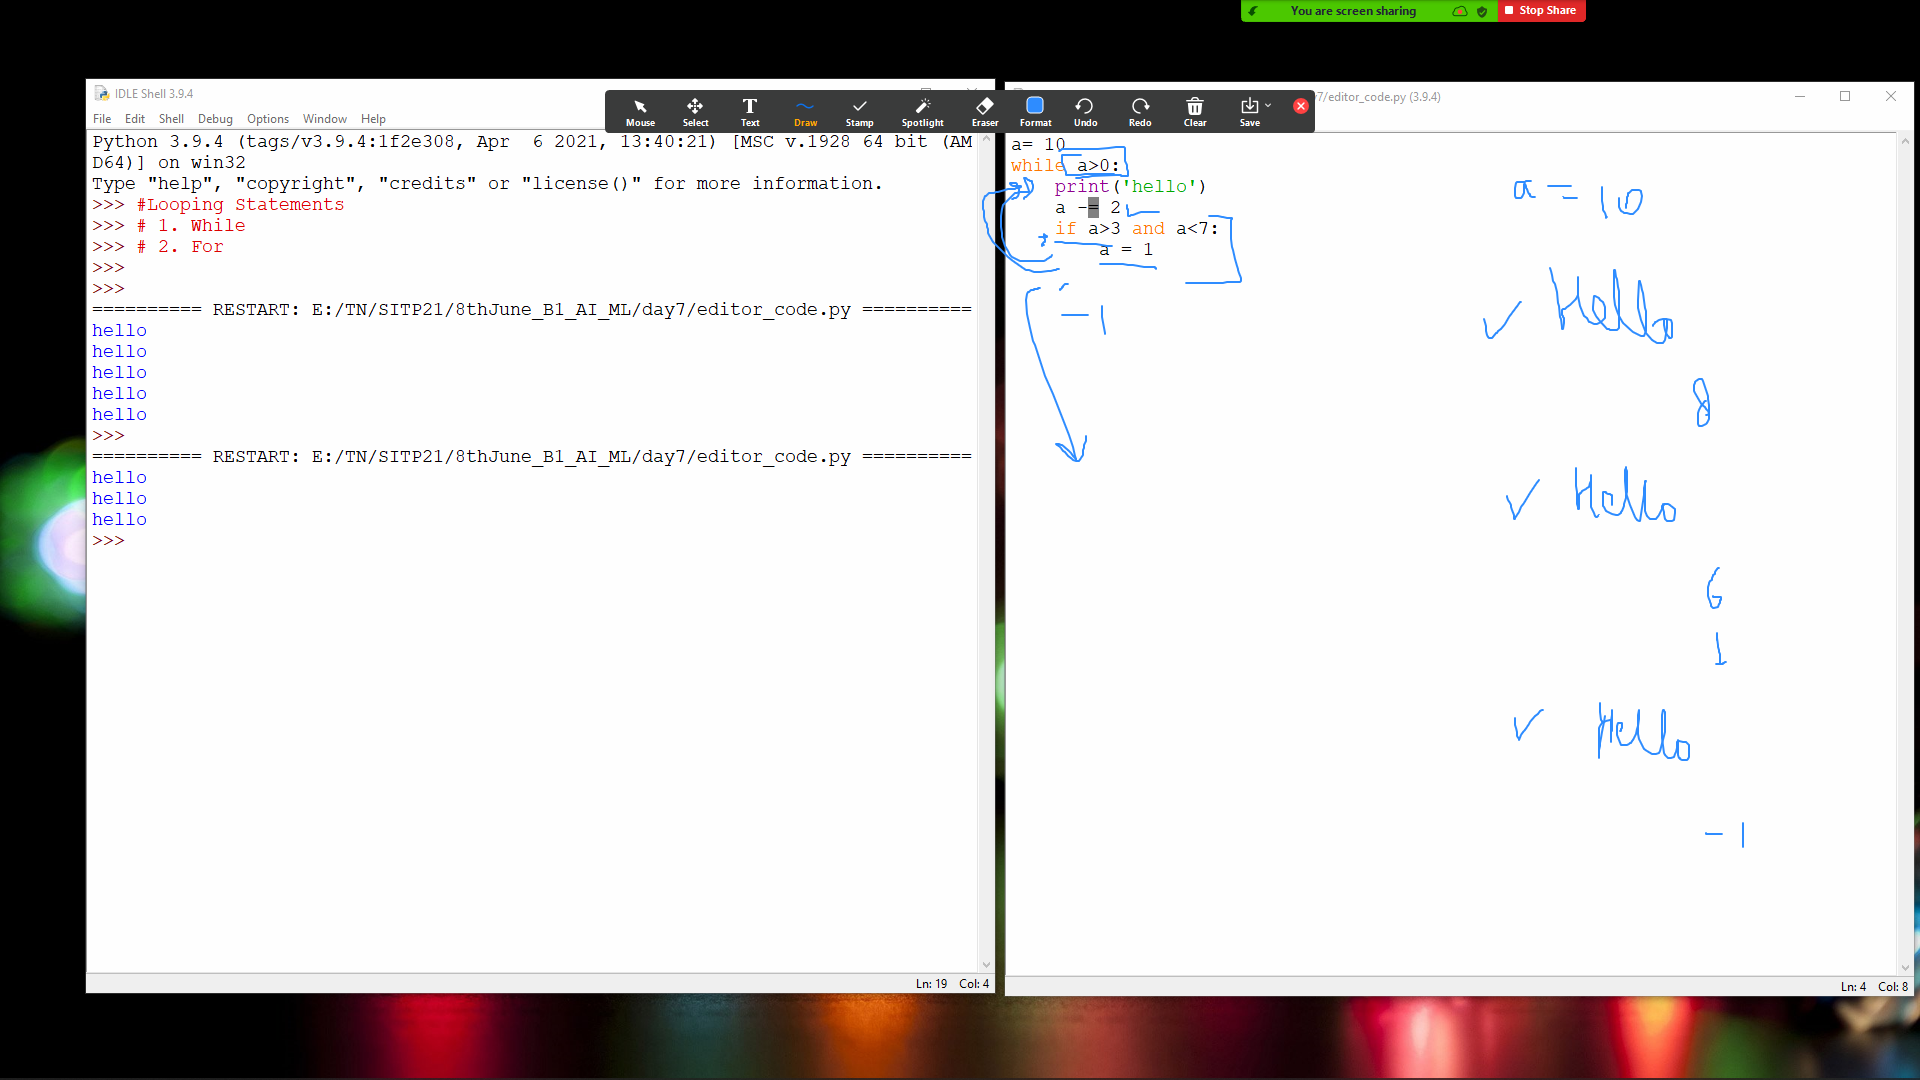 You are screen sharing
Stop Share
IDLE Shell 3.9.4
File Edit Shell Debug Options Window Help
Mouse Select Text Draw Stamp Spotlight Eraser Format Undo Redo Clear Save
Python 3.9.4 (tags/v3.9.4:1f2e308, Apr  6 2021, 13:40:21) [MSC v.1928 64 bit (AM
D64)] on win32
Type "help", "copyright", "credits" or "license()" for more information.
>>> #Looping Statements
>>> # 1. While
>>> # 2. For
>>>
>>>
========== RESTART: E:/TN/SITP21/8thJune_B1_AI_ML/day7/editor_code.py ==========
hello
hello
hello
hello
hello
>>>
========== RESTART: E:/TN/SITP21/8thJune_B1_AI_ML/day7/editor_code.py ==========
hello
hello
hello
>>>
Ln: 19 Col: 4
7/editor_code.py (3.9.4)
a= 10
while a>0:
    print('hello')
    a -= 2
    if a>3 and a<7:
        a = 1
-1
a = 10
Hello
8
Hello
6
1
Hello
-1
Ln: 4 Col: 8